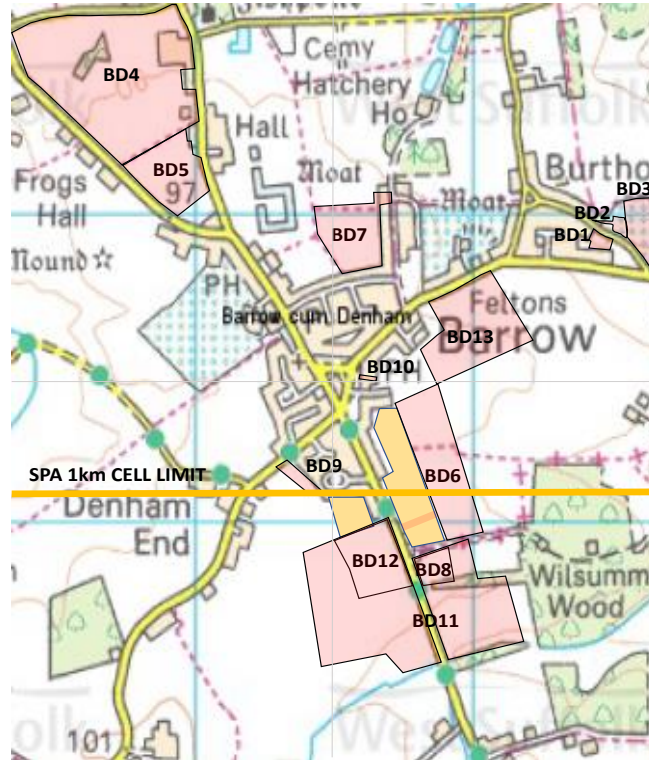 Cemy
Hatchery
Ho
BD4
Hall
BD5
97
Moat
Burtho
Frogs
Hall
Moat
BD3
BD2
BD1
BD7
Mound
PH
Feltons
Barrow cum Denham
Barrow
BD13
BD10
PH
BD9
BD6
SPA 1km CELL LIMIT
Denham
End
BD12
BD8
Wilsumm
Wood
BD11
101
West Suffolk